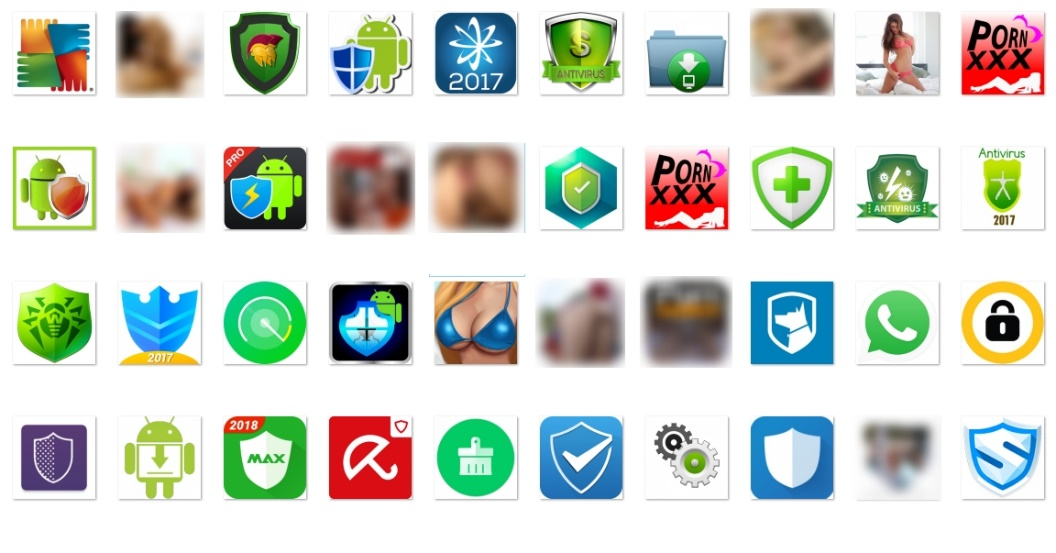 2017
S
ANTIVIRUS
PORN
XXX
PRO
PORN
XXX
ANTIVIRUS
Antivirus
2017
2017
2018
MAX
S